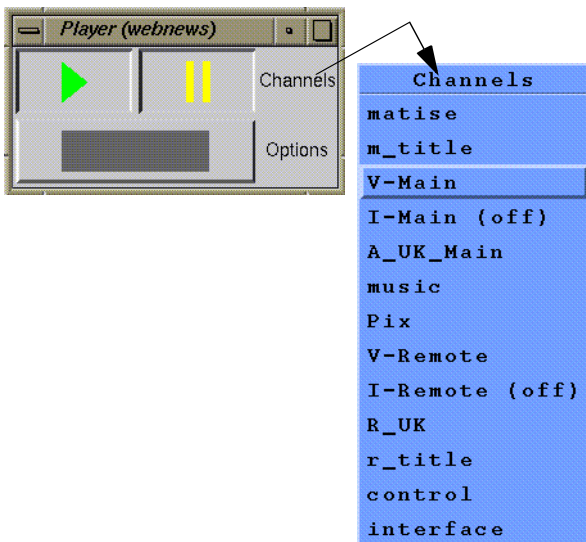 Player (webnews)
Channels
Options
Channels
matise
m_title
V-Main
I-Main (off)
A_UK_Main
music
Pix
V-Remote
I-Remote (off)
R_UK
r_title
control
interface